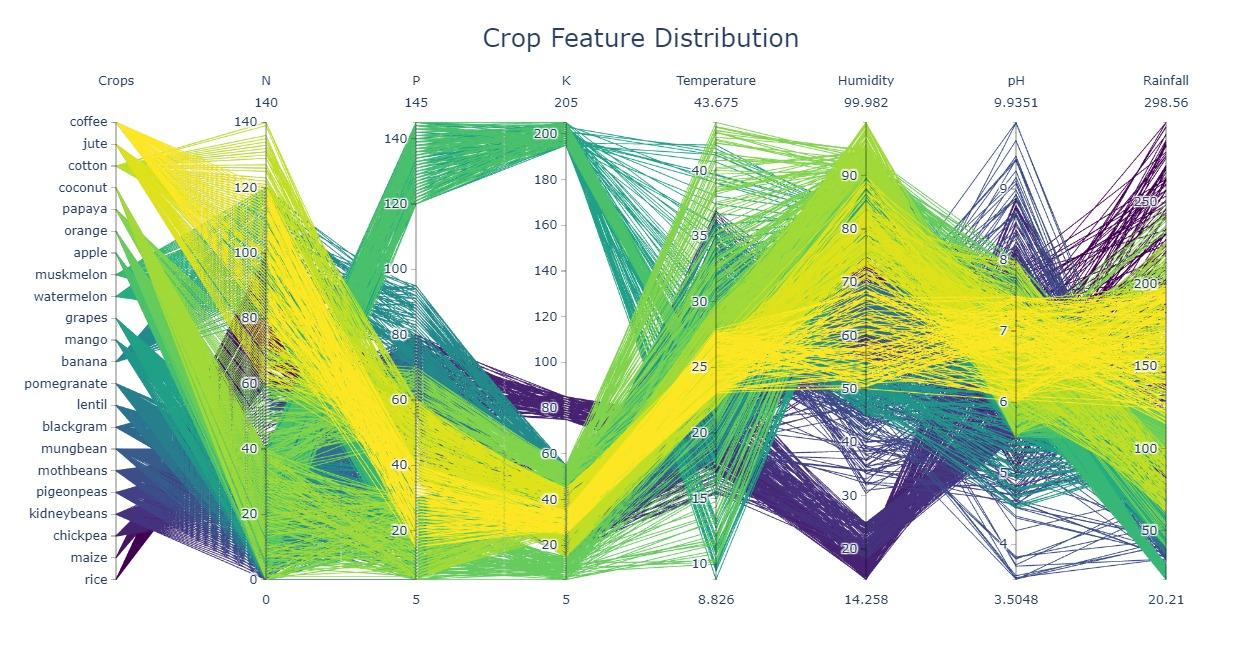 Crop Feature Distribution
Crops N P K Temperature Humidity pH Rainfall
140 145 205 43.675 99.982 9.9351 298.56
coffee
jute
cotton
coconut
papaya
orange
apple
muskmelon
watermelon
grapes
mango
banana
pomegranate
lentil
blackgram
mungbean
mothbeans
pigeonpeas
kidneybeans
chickpea
maize
rice
140
120
100
80
60
40
20
0
140
120
100
80
60
40
20
200
180
160
140
120
100
80
60
40
20
40
35
30
25
20
15
10
90
80
70
60
50
40
30
20
9
8
7
6
5
4
250
200
150
100
50
0 5 5 8.826 14.258 3.5048 20.21